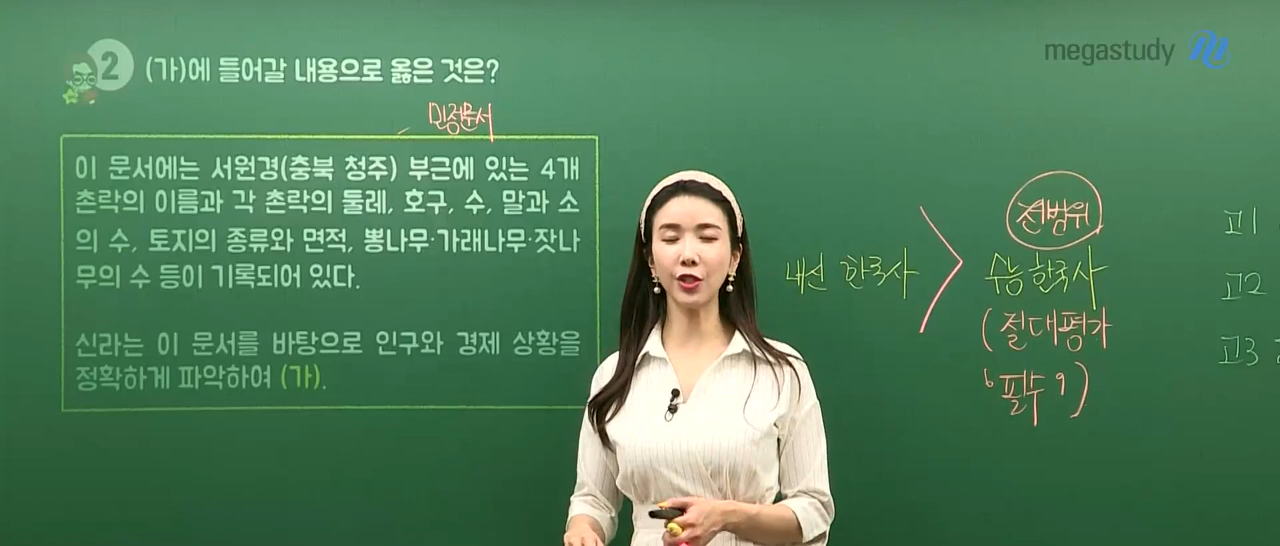 megastudy
2 (가)에 들어갈 내용으로 옳은 것은?
민정문서
이 문서에는 서원경(충북 청주) 부근에 있는 4개
촌락의 이름과 각 촌락의 둘레, 호구, 수, 말과 소
의 수, 토지의 종류와 면적, 뽕나무·가래나무·잣나
무의 수 등이 기록되어 있다.
신라는 이 문서를 바탕으로 인구와 경제 상황을
정확하게 파악하여 (가).
내신 한국사
전범위
수능 한국사
(절대평가
'필수')
고1
고2
고3